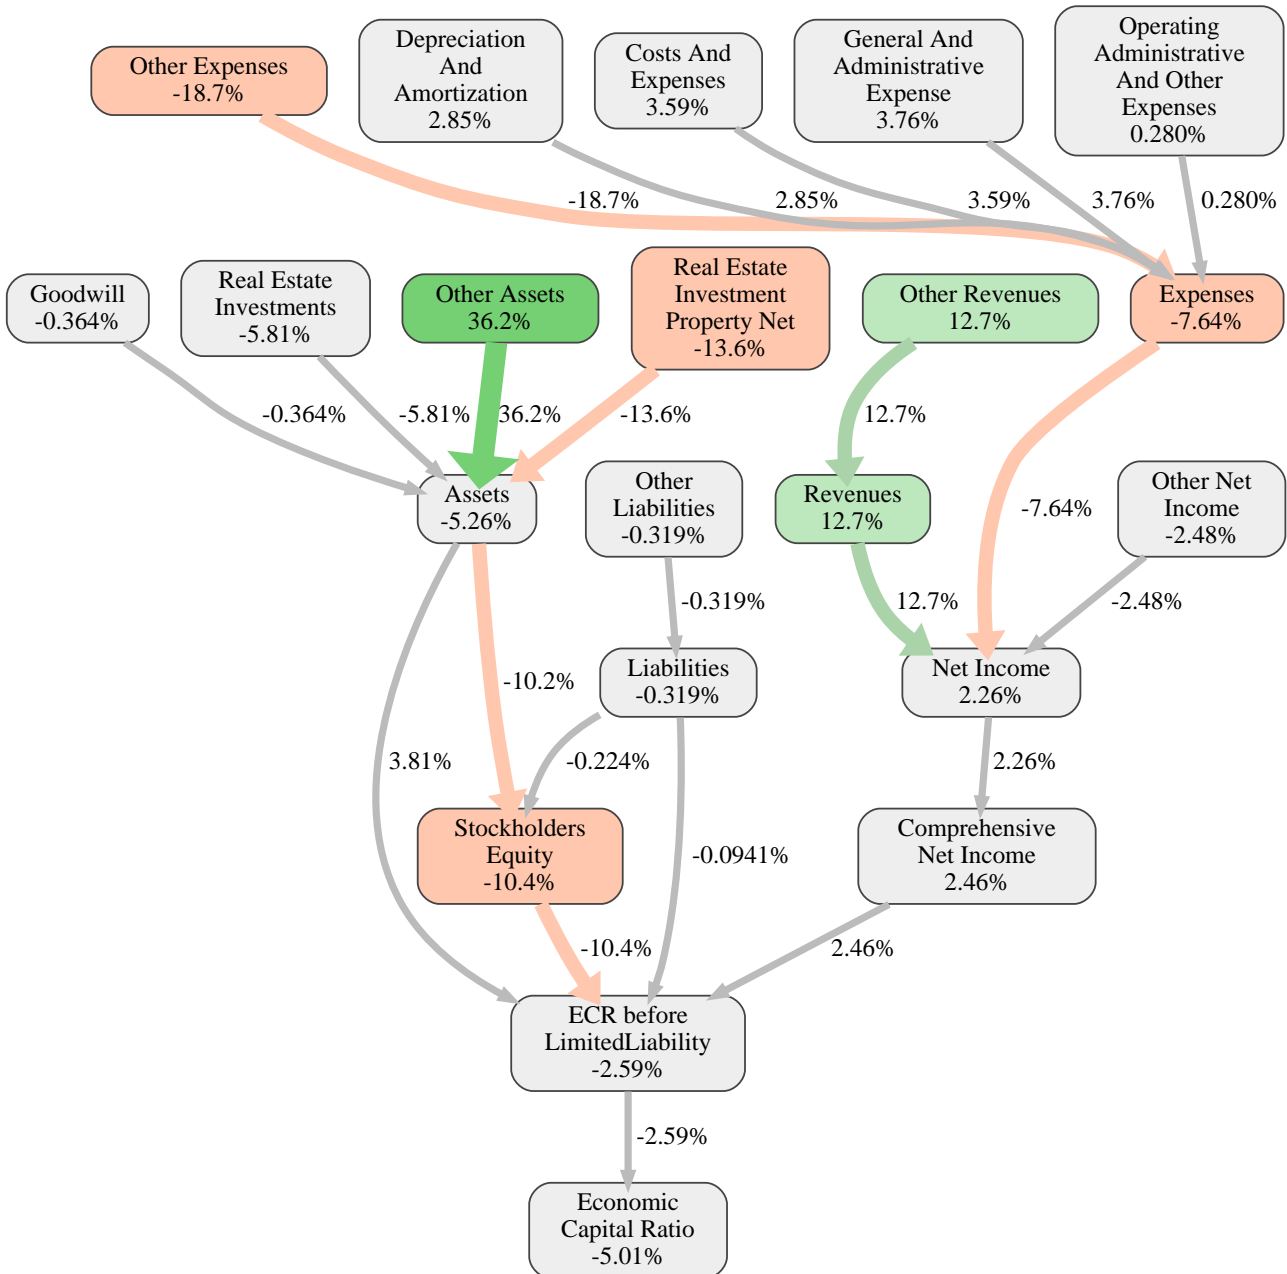 Other Expenses
-18.7%
Depreciation
And
Amortization
2.85%
Costs And
Expenses
3.59%
General And
Administrative
Expense
3.76%
Operating
Administrative
And Other
Expenses
0.280%
-18.7%
2.85%
3.59%
3.76%
0.280%
Goodwill
-0.364%
Real Estate
Investments
-5.81%
Other Assets
36.2%
Real Estate
Investment
Property Net
-13.6%
Other Revenues
12.7%
Expenses
-7.64%
-0.364%
-5.81%
36.2%
-13.6%
12.7%
Assets
-5.26%
Other
Liabilities
-0.319%
Revenues
12.7%
-7.64%
Other Net
Income
-2.48%
-0.319%
12.7%
-2.48%
-10.2%
Liabilities
-0.319%
Net Income
2.26%
3.81%
-0.224%
2.26%
Stockholders
Equity
-10.4%
-0.0941%
Comprehensive
Net Income
2.46%
-10.4%
2.46%
ECR before
LimitedLiability
-2.59%
-2.59%
Economic
Capital Ratio
-5.01%